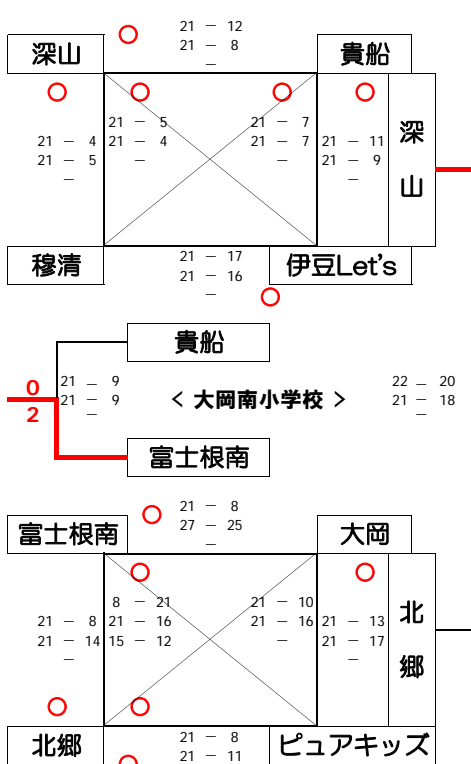 21 － 12
深山 21 － 8 貴船
－
21 － 5 21 － 7 深
21 － 4 21 － 4 21 － 7 21 － 11
21 － 5 － － 21 － 9
－ － 山
穆清 21 － 17 伊豆Let's
21 － 16
－
貴船
0 21 － 9 22 － 20
21 － 9 < 大岡南小学校 > 21 － 18
2 － －
富士根南
21 － 8
富士根南 27 － 25 大岡
－
8 － 21 21 － 10 北
21 － 8 21 － 16 21 － 16 21 － 13
21 － 14 15 － 12 － 21 － 17
－ － 郷
北郷 21 － 8 ピュアキッズ
21 － 11